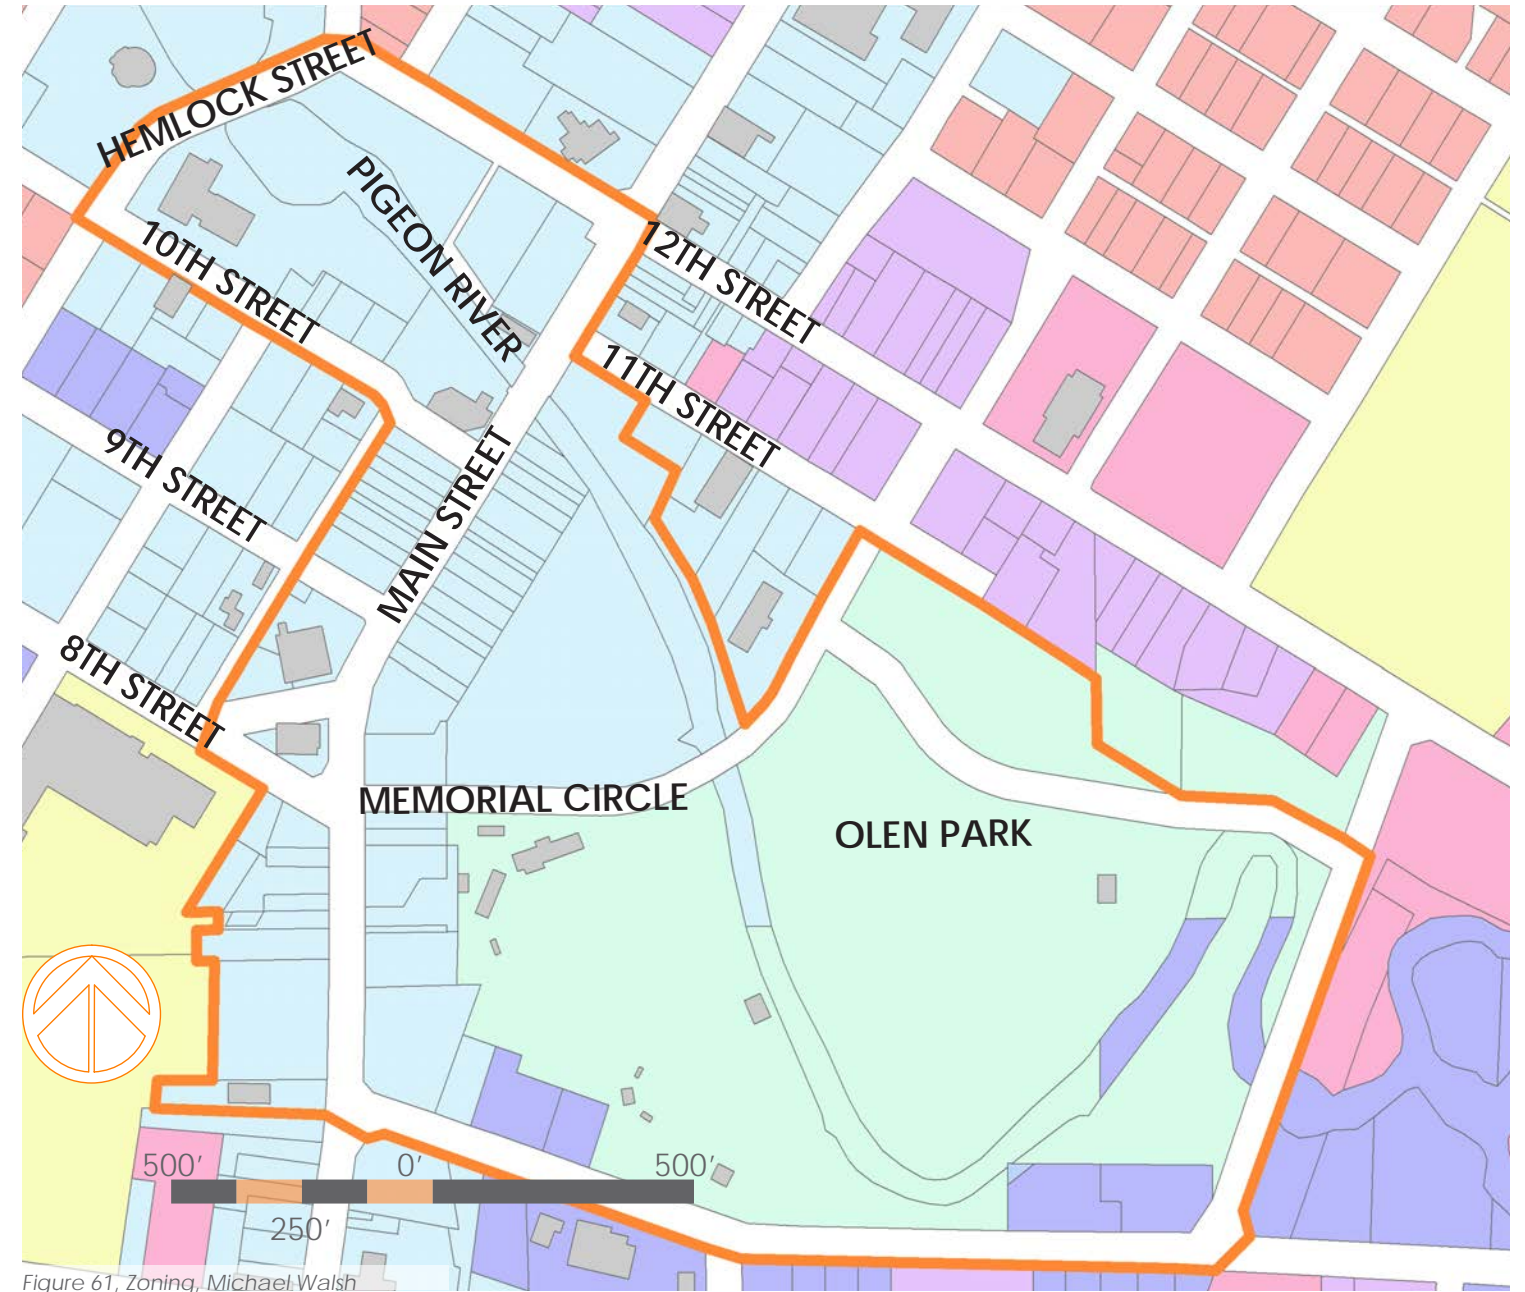 HEMLOCK STREET
PIGEON RIVER
10TH STREET
12TH STREET
11TH STREET
9TH STREET
MAIN STREET
8TH STREET
MEMORIAL CIRCLE
OLEN PARK
500' 0' 500'
250'
Figure 61, Zoning, Michael Walsh